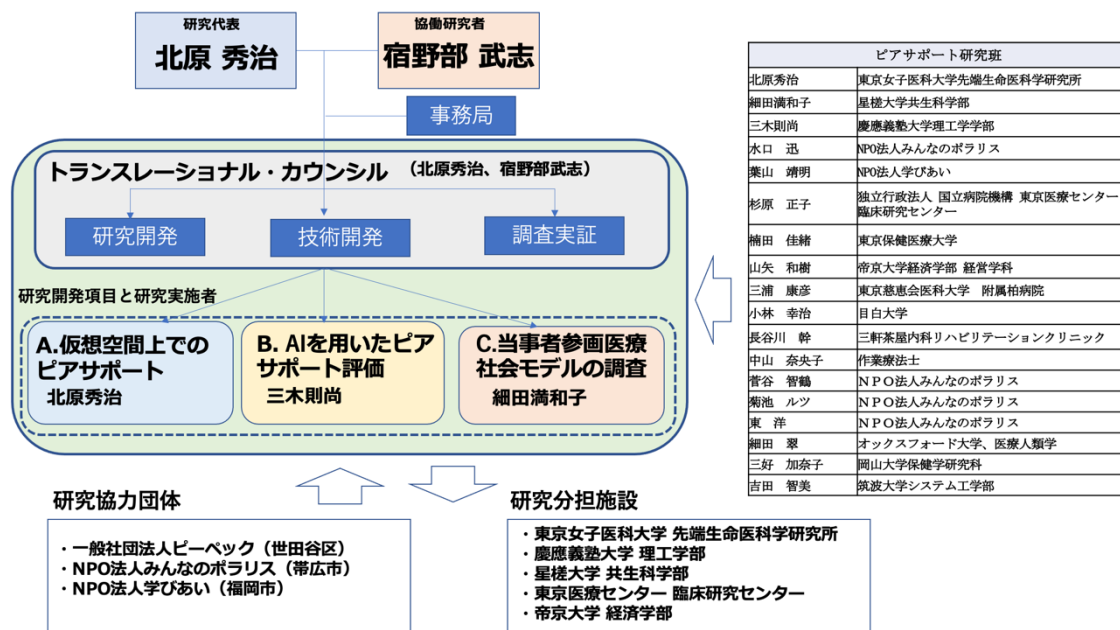 研究代表
北原 秀治
協働研究者
宿野部 武志
事務局
トランスレーショナル・カウンシル (北原秀治、宿野部武志)
研究開発
技術開発
調査実証
研究開発項目と研究実施者
A.仮想空間上での
ピアサポート
北原秀治
B. AIを用いたピア
サポート評価
三木則尚
C.当事者参画医療
社会モデルの調査
細田満和子
研究協力団体
・一般社団法人ピーペック（世田谷区）
・NPO法人みんなのポラリス（帯広市）
・NPO法人学びあい（福岡市）
研究分担施設
・東京女子医科大学 先端生命医科学研究所
・慶應義塾大学 理工学部
・星槎大学 共生科学部
・東京医療センター 臨床研究センター
・帝京大学 経済学部
ピアサポート研究班
北原秀治 東京女子医科大学先端生命医科学研究所
細田満和子 星槎大学共生科学部
三木則尚 慶應義塾大学理工学学部
水口 迅 NPO法人みんなのポラリス
葉山 靖明 NPO法人学びあい
杉原 正子 独立行政法人 国立病院機構 東京医療センター
臨床研究センター
楠田 佳緒 東京保健医療大学
山矢 和樹 帝京大学経済学部 経営学科
三浦 康彦 東京慈恵会医科大学 附属柏病院
小林 幸治 目白大学
長谷川 幹 三軒茶屋内科リハビリテーションクリニック
中山 奈央子 作業療法士
菅谷 智鶴 ＮＰＯ法人みんなのポラリス
菊池 ルツ ＮＰＯ法人みんなのポラリス
東 洋 ＮＰＯ法人みんなのポラリス
細田 翠 オックスフォード大学、医療人類学
三好 加奈子 岡山大学保健学研究科
吉田 智美 筑波大学システム工学部